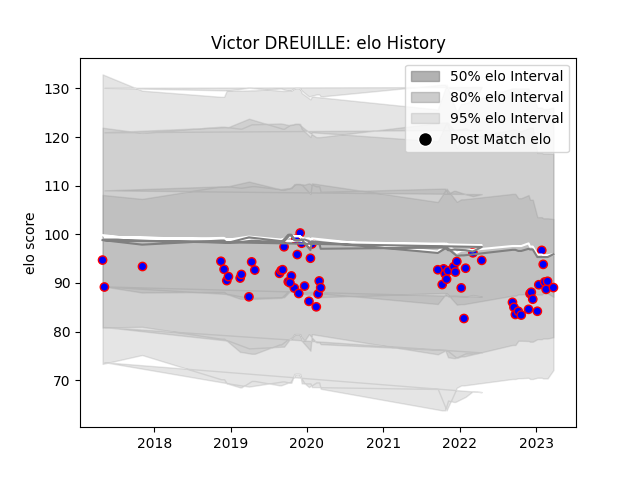 Victor DREUILLE: elo History
50% elo Interval
80% elo Interval
95% elo Interval
Post Match elo
elo score
130
120
110
100
90
80
70
2018 2019 2020 2021 2022 2023